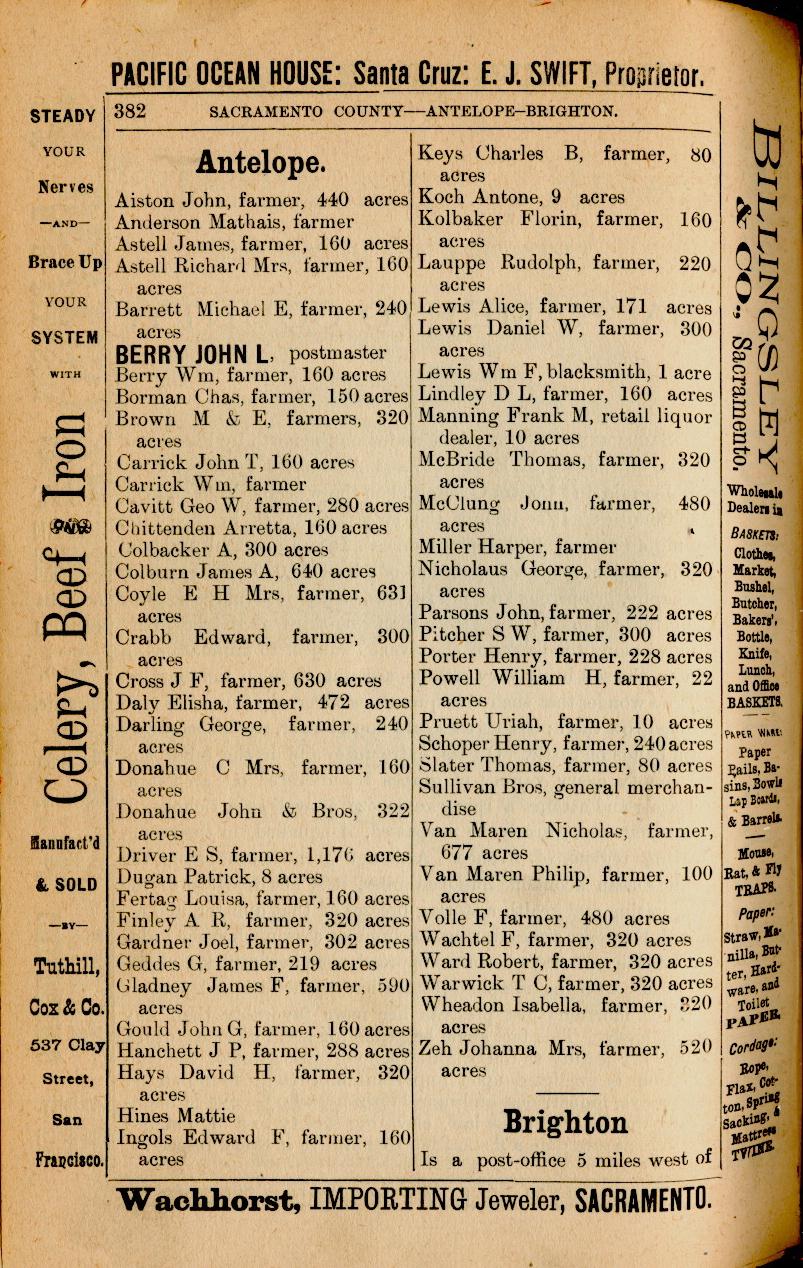 PACIFIC OCEAN HOUSE: Santa Cruz: E. J. SWIFT, Proprietor.
382 SACRAMENTO COUNTY—ANTELOPE–BRIGHTON.
STEADY
YOUR
Nerves
—AND—
Brace Up
YOUR
SYSTEM
WITH
Celery, Beef AND Iron
Manufact'd
& SOLD
—BY—
Tuthill,
Cox & Co.
537 Clay
Street,
San
Francisco.
Antelope.
Aiston John, farmer, 440 acres
Anderson Mathais, farmer
Astell James, farmer, 160 acres
Astell Richard Mrs, farmer, 160
acres
Barrett Michael E, farmer, 240
acres
BERRY JOHN L, postmaster
Berry Wm, farmer, 160 acres
Borman Chas, farmer, 150 acres
Brown M & E, farmers, 320
acres
Carrick John T, 160 acres
Carrick Wm, farmer
Cavitt Geo W, farmer, 280 acres
Chittenden Arretta, 160 acres
Colbacker A, 300 acres
Colburn James A, 640 acres
Coyle E H Mrs, farmer, 631
acres
Crabb Edward, farmer, 300
acres
Cross J F, farmer, 630 acres
Daly Elisha, farmer, 472 acres
Darling George, farmer, 240
acres
Donahue C Mrs, farmer, 160
acres
Donahue John & Bros, 322
acres
Driver E S, farmer, 1,176 acres
Dugan Patrick, 8 acres
Fertag Louisa, farmer, 160 acres
Finley A R, farmer, 320 acres
Gardner Joel, farmer, 302 acres
Geddes G, farmer, 219 acres
Gladney James F, farmer, 590
acres
Gould John G, farmer, 160 acres
Hanchett J P, farmer, 288 acres
Hays David H, farmer, 320
acres
Hines Mattie
Ingols Edward F, farmer, 160
acres
Keys Charles B, farmer, 80
acres
Koch Antone, 9 acres
Kolbaker Florin, farmer, 160
acres
Lauppe Rudolph, farmer, 220
acres
Lewis Alice, farmer, 171 acres
Lewis Daniel W, farmer, 300
acres
Lewis Wm F, blacksmith, 1 acre
Lindley D L, farmer, 160 acres
Manning Frank M, retail liquor
dealer, 10 acres
McBride Thomas, farmer, 320
acres
McClung John, farmer, 480
acres
Miller Harper, farmer
Nicholaus George, farmer, 320
acres
Parsons John, farmer, 222 acres
Pitcher S W, farmer, 300 acres
Porter Henry, farmer, 228 acres
Powell William H, farmer, 22
acres
Pruett Uriah, farmer, 10 acres
Schoper Henry, farmer, 240 acres
Slater Thomas, farmer, 80 acres
Sullivan Bros, general merchan-
dise
Van Maren Nicholas, farmer,
677 acres
Van Maren Philip, farmer, 100
acres
Volle F, farmer, 480 acres
Wachtel F, farmer, 320 acres
Ward Robert, farmer, 320 acres
Warwick T C, farmer, 320 acres
Wheadon Isabella, farmer, 320
acres
Zeh Johanna Mrs, farmer, 520
acres
Brighton
Is a post-office 5 miles west of
BILLINGSLEY
& CO., Sacramento.
Wholesale
Dealers in
BASKETS:
Clothes,
Market,
Bushel,
Butcher,
Bakers',
Bottle,
Knife,
Lunch,
and Office
BASKETS.
PAPER WARE:
Paper
Pails, Ba-
sins, Bowls
Lap Boards,
& Barrels.
Mouse,
Rat, & Fly
TRAPS.
Paper:
Straw, Ma-
nilla, But-
ter, Hard-
ware, and
Toilet
PAPER.
Cordage:
Rope,
Flax, Cot-
ton, Spring
Sacking, &
Mattress
TWINE.
Wachhorst, IMPORTING Jeweler, SACRAMENTO.